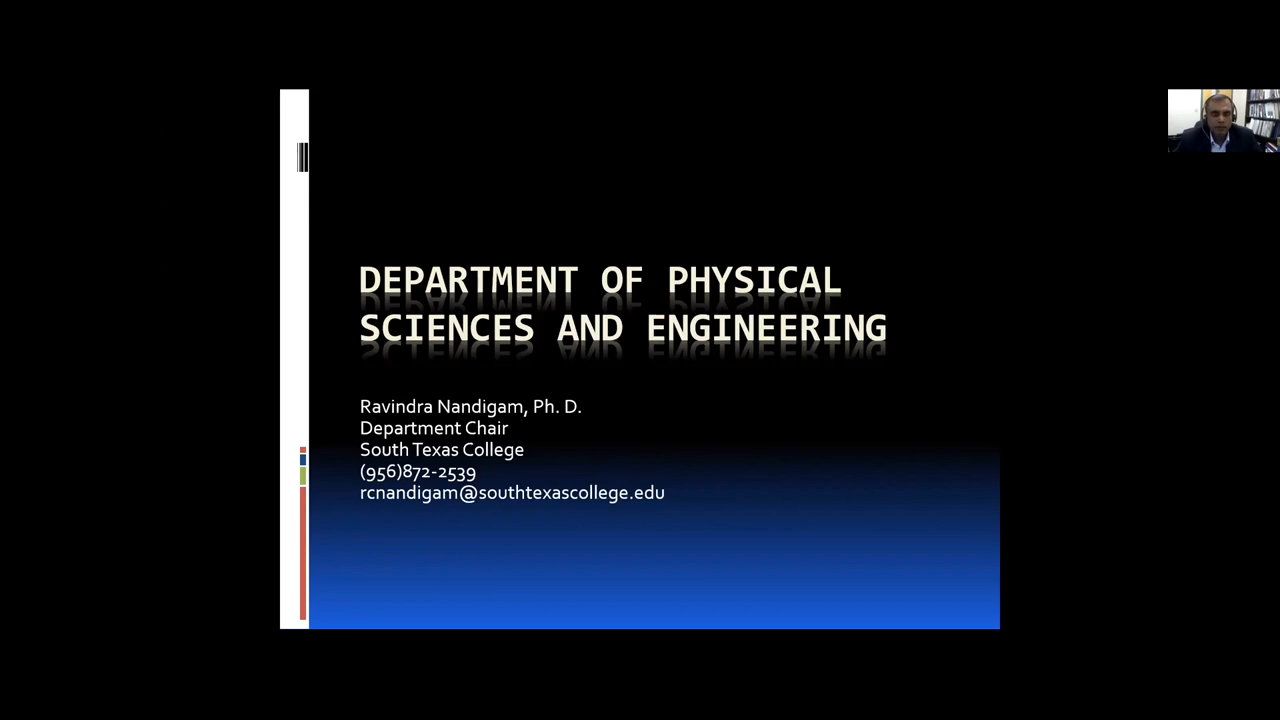 DEPARTMENT OF PHYSICAL
SCIENCES AND ENGINEERING
Ravindra Nandigam, Ph. D.
Department Chair
South Texas College
(956)872-2539
rcnandigam@southtexascollege.edu